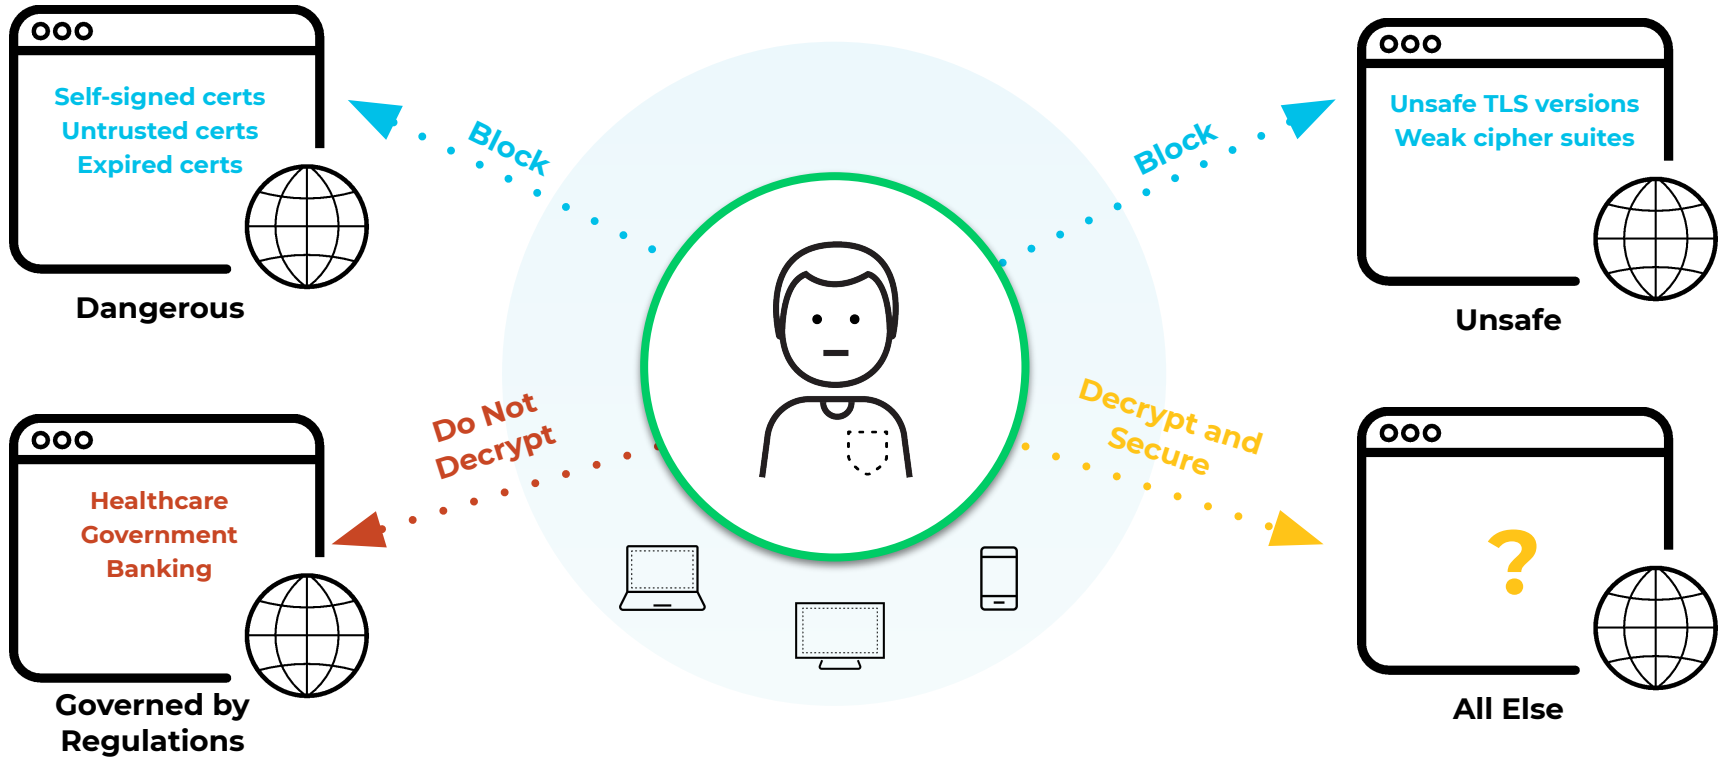 Self-signed certs
Untrusted certs
Expired certs
Dangerous
Block
Block
Unsafe TLS versions
Weak cipher suites
Unsafe
Do Not
Decrypt
Healthcare
Government
Banking
Governed by
Regulations
Decrypt and
Secure
?
All Else